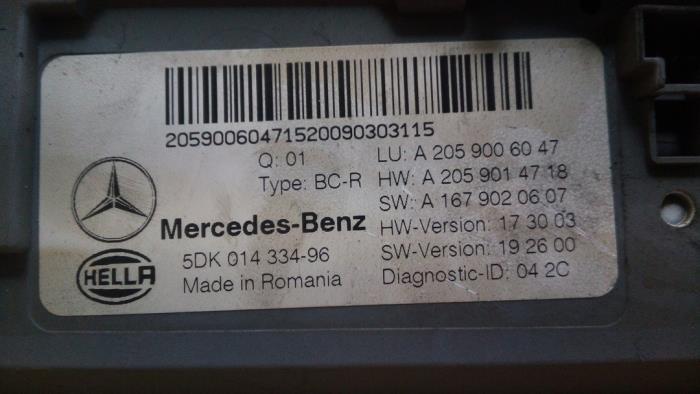 205900604715200903031​15
Q: 01
Type: BC-R
LU: A 205 900 60 47
HW: A 205 901 47 18
SW: A 167 902 06 07
HW-Version: 17 30 03
SW-Version: 19 26 00
Diagnostic-ID: 04 2C
Mercedes-Benz
5DK 014 334-96
Made in Romania
HELLA